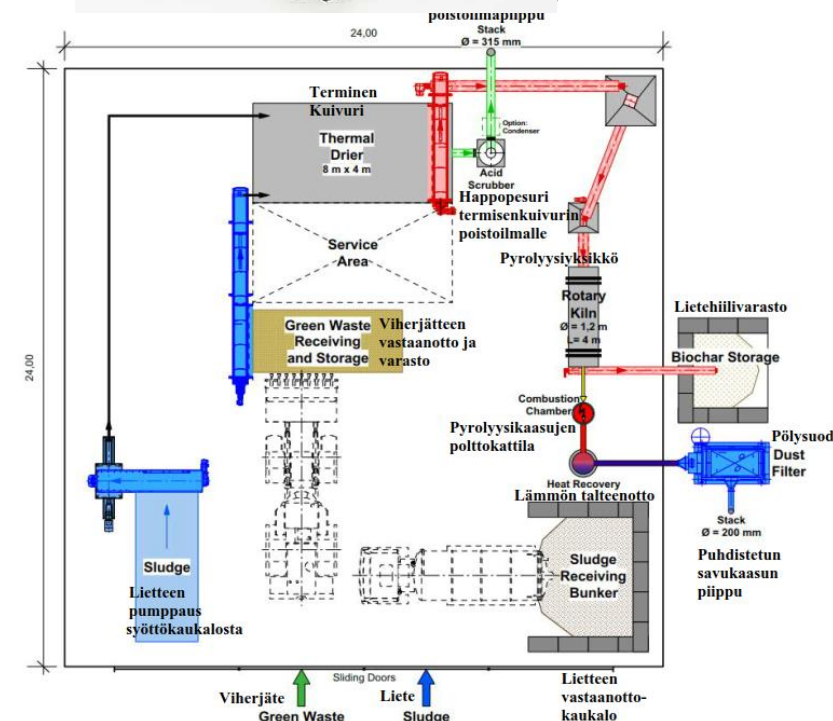 poistoilmapiippu
Stack
Ø = 315 mm
24,00
Terminen
Kuivuri
Thermal
Drier
8 m x 4 m
Option:
Condenser
Acid
Scrubber
Happopesuri
termisenkuivurin
poistoilmalle
Service
Area
Pyrolyysiyksikkö
Rotary
Kiln
Ø = 1,2 m
L= 4 m
Lietehiilivarasto
Biochar Storage
Green Waste
Receiving
and Storage
Viherjätteen
vastaanotto ja
varasto
24,00
Combustion
Chamber
Pyrolyysikaasujen
polttokattila
Pölysuod
Dust
Filter
Heat Recovery
Lämmön talteenotto
Stack
Ø = 200 mm
Puhdistetun
savukaasun
piippu
Sludge
Lietteen
pumppaus
syöttökaukalosta
Sludge
Receiving
Bunker
Sliding Doors
Viherjäte
Green Waste
Liete
Sludge
Lietteen
vastaanotto-
kaukalo